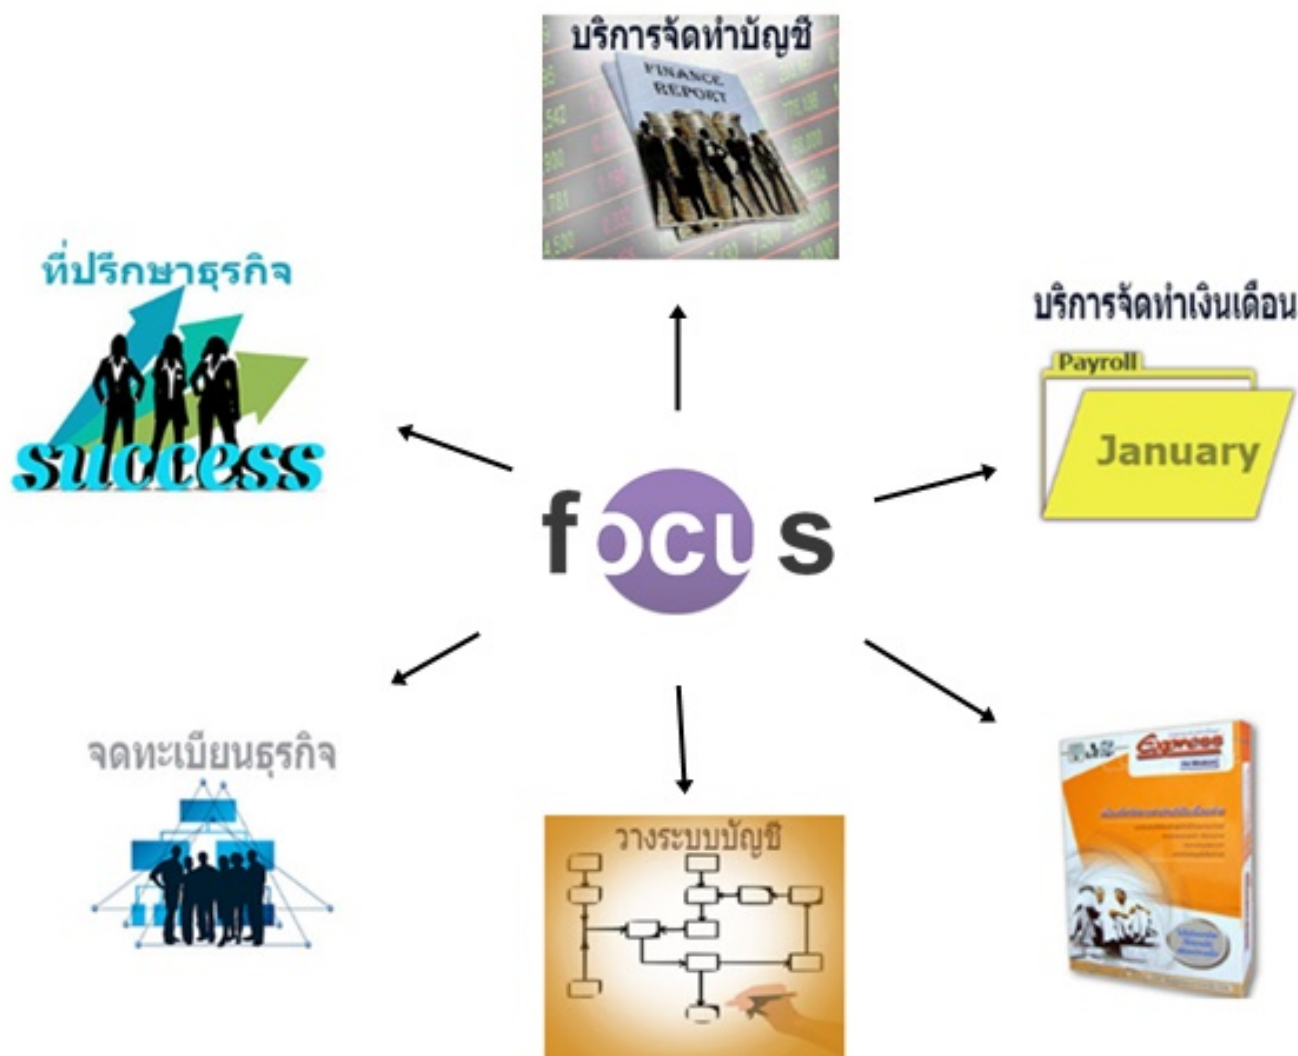 บริการจัดทำบัญชี
FINANCE
REPORT
ที่ปรึกษาธุรกิจ
success
บริการจัดทำเงินเดือน
Payroll
January
focus
จดทะเบียนธุรกิจ
วางระบบบัญชี
Express